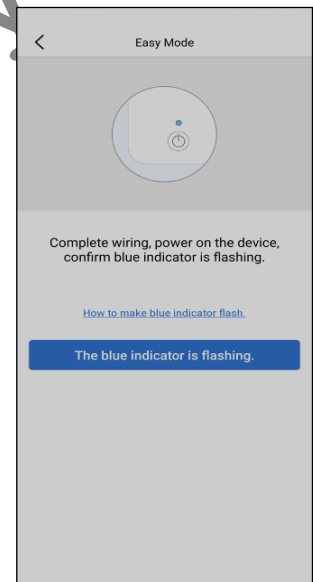 Easy Mode
Complete wiring, power on the device,
confirm blue indicator is flashing.
How to make blue indicator flash.
The blue indicator is flashing.